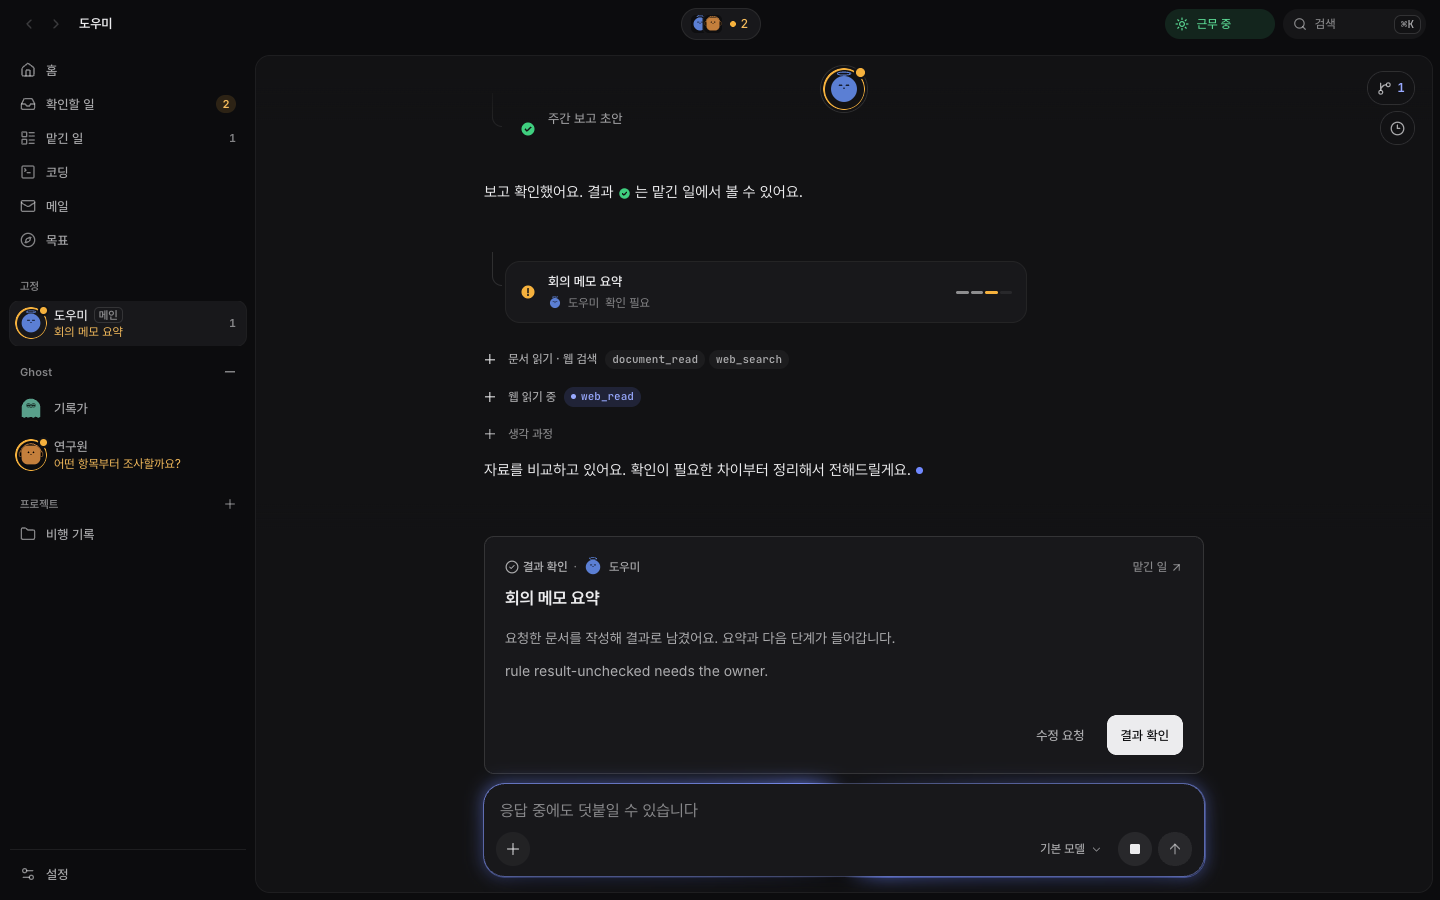 도우미
2
근무 중
검색
⌘K
홈
확인할 일
2
맡긴 일
1
코딩
메일
목표
고정
도우미 메인
회의 메모 요약
1
Ghost
기록가
연구원
어떤 항목부터 조사할까요?
프로젝트
비행 기록
설정
1
주간 보고 초안
보고 확인했어요. 결과 는 맡긴 일에서 볼 수 있어요.
회의 메모 요약
도우미 확인 필요
문서 읽기 · 웹 검색 document_read web_search
웹 읽기 중 web_read
생각 과정
자료를 비교하고 있어요. 확인이 필요한 차이부터 정리해서 전해드릴게요.
결과 확인 · 도우미
맡긴 일
회의 메모 요약
요청한 문서를 작성해 결과로 남겼어요. 요약과 다음 단계가 들어갑니다.
rule result-unchecked needs the owner.
수정 요청
결과 확인
응답 중에도 덧붙일 수 있습니다
기본 모델